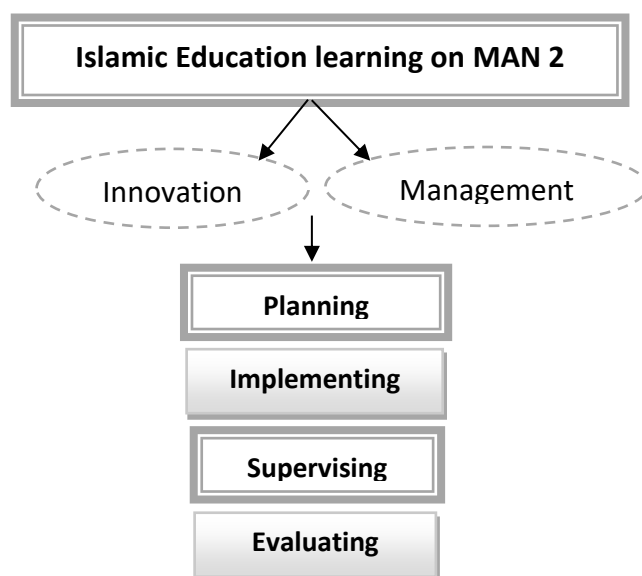 Islamic Education learning on MAN 2
Innovation
Management
Planning
Implementing
Supervising
Evaluating